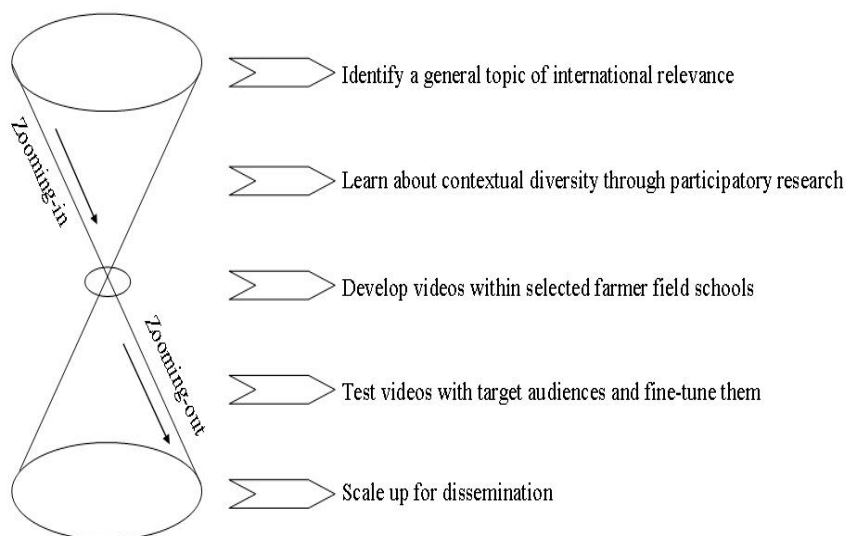 Identify a general topic of international relevance
Zooming-in
Learn about contextual diversity through participatory research
Develop videos within selected farmer field schools
Zooming-out
Test videos with target audiences and fine-tune them
Scale up for dissemination